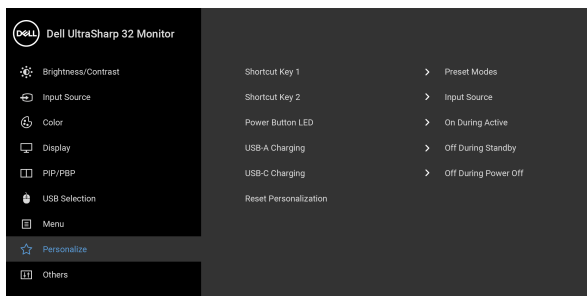 DELL Dell UltraSharp 32 Monitor
Brightness/Contrast
Input Source
Color
Display
PIP/PBP
USB Selection
Menu
Personalize
Others
Shortcut Key 1 > Preset Modes
Shortcut Key 2 > Input Source
Power Button LED > On During Active
USB-A Charging > Off During Standby
USB-C Charging > Off During Power Off
Reset Personalization